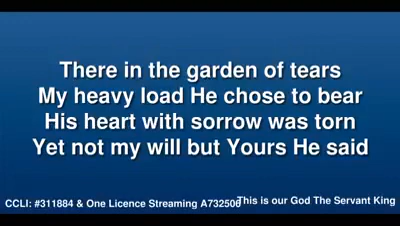 There in the garden of tears
My heavy load He chose to bear
His heart with sorrow was torn
Yet not my will but Yours He said
CCLI: #311884 & One Licence Streaming A732506
This is our God The Servant King